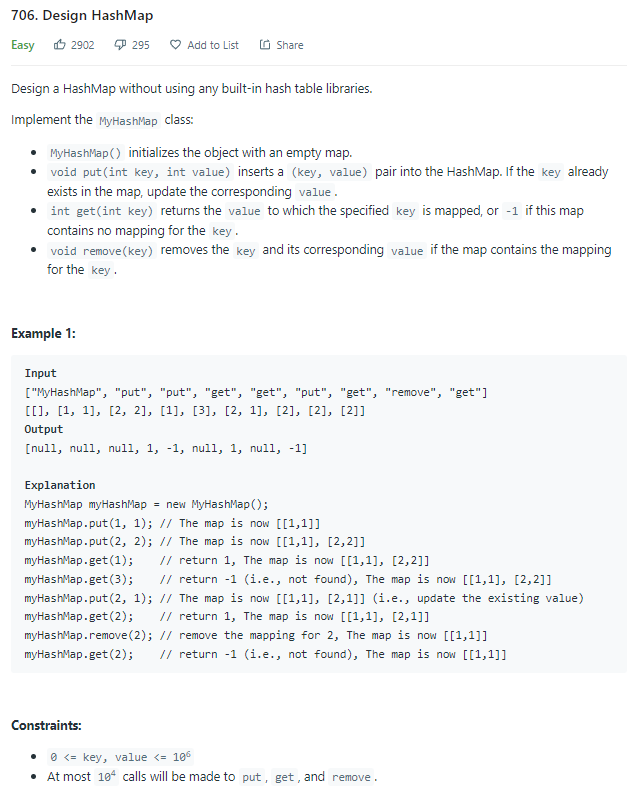 706. Design HashMap
Easy 2902 295 Add to List Share
Design a HashMap without using any built-in hash table libraries.
Implement the MyHashMap class:
• MyHashMap() initializes the object with an empty map.
• void put(int key, int value) inserts a (key, value) pair into the HashMap. If the key already
exists in the map, update the corresponding value.
• int get(int key) returns the value to which the specified key is mapped, or -1 if this map
contains no mapping for the key.
• void remove(key) removes the key and its corresponding value if the map contains the mapping
for the key.
Example 1:
Input
["MyHashMap", "put", "put", "get", "get", "put", "get", "remove", "get"]
[[], [1, 1], [2, 2], [1], [3], [2, 1], [2], [2], [2]]
Output
[null, null, null, 1, -1, null, 1, null, -1]
Explanation
MyHashMap myHashMap = new MyHashMap();
myHashMap.put(1, 1); // The map is now [[1,1]]
myHashMap.put(2, 2); // The map is now [[1,1], [2,2]]
myHashMap.get(1);    // return 1, The map is now [[1,1], [2,2]]
myHashMap.get(3);    // return -1 (i.e., not found), The map is now [[1,1], [2,2]]
myHashMap.put(2, 1); // The map is now [[1,1], [2,1]] (i.e., update the existing value)
myHashMap.get(2);    // return 1, The map is now [[1,1], [2,1]]
myHashMap.remove(2); // remove the mapping for 2, The map is now [[1,1]]
myHashMap.get(2);    // return -1 (i.e., not found), The map is now [[1,1]]
Constraints:
• 0 <= key, value <= 10⁶
• At most 10⁴ calls will be made to put, get, and remove.